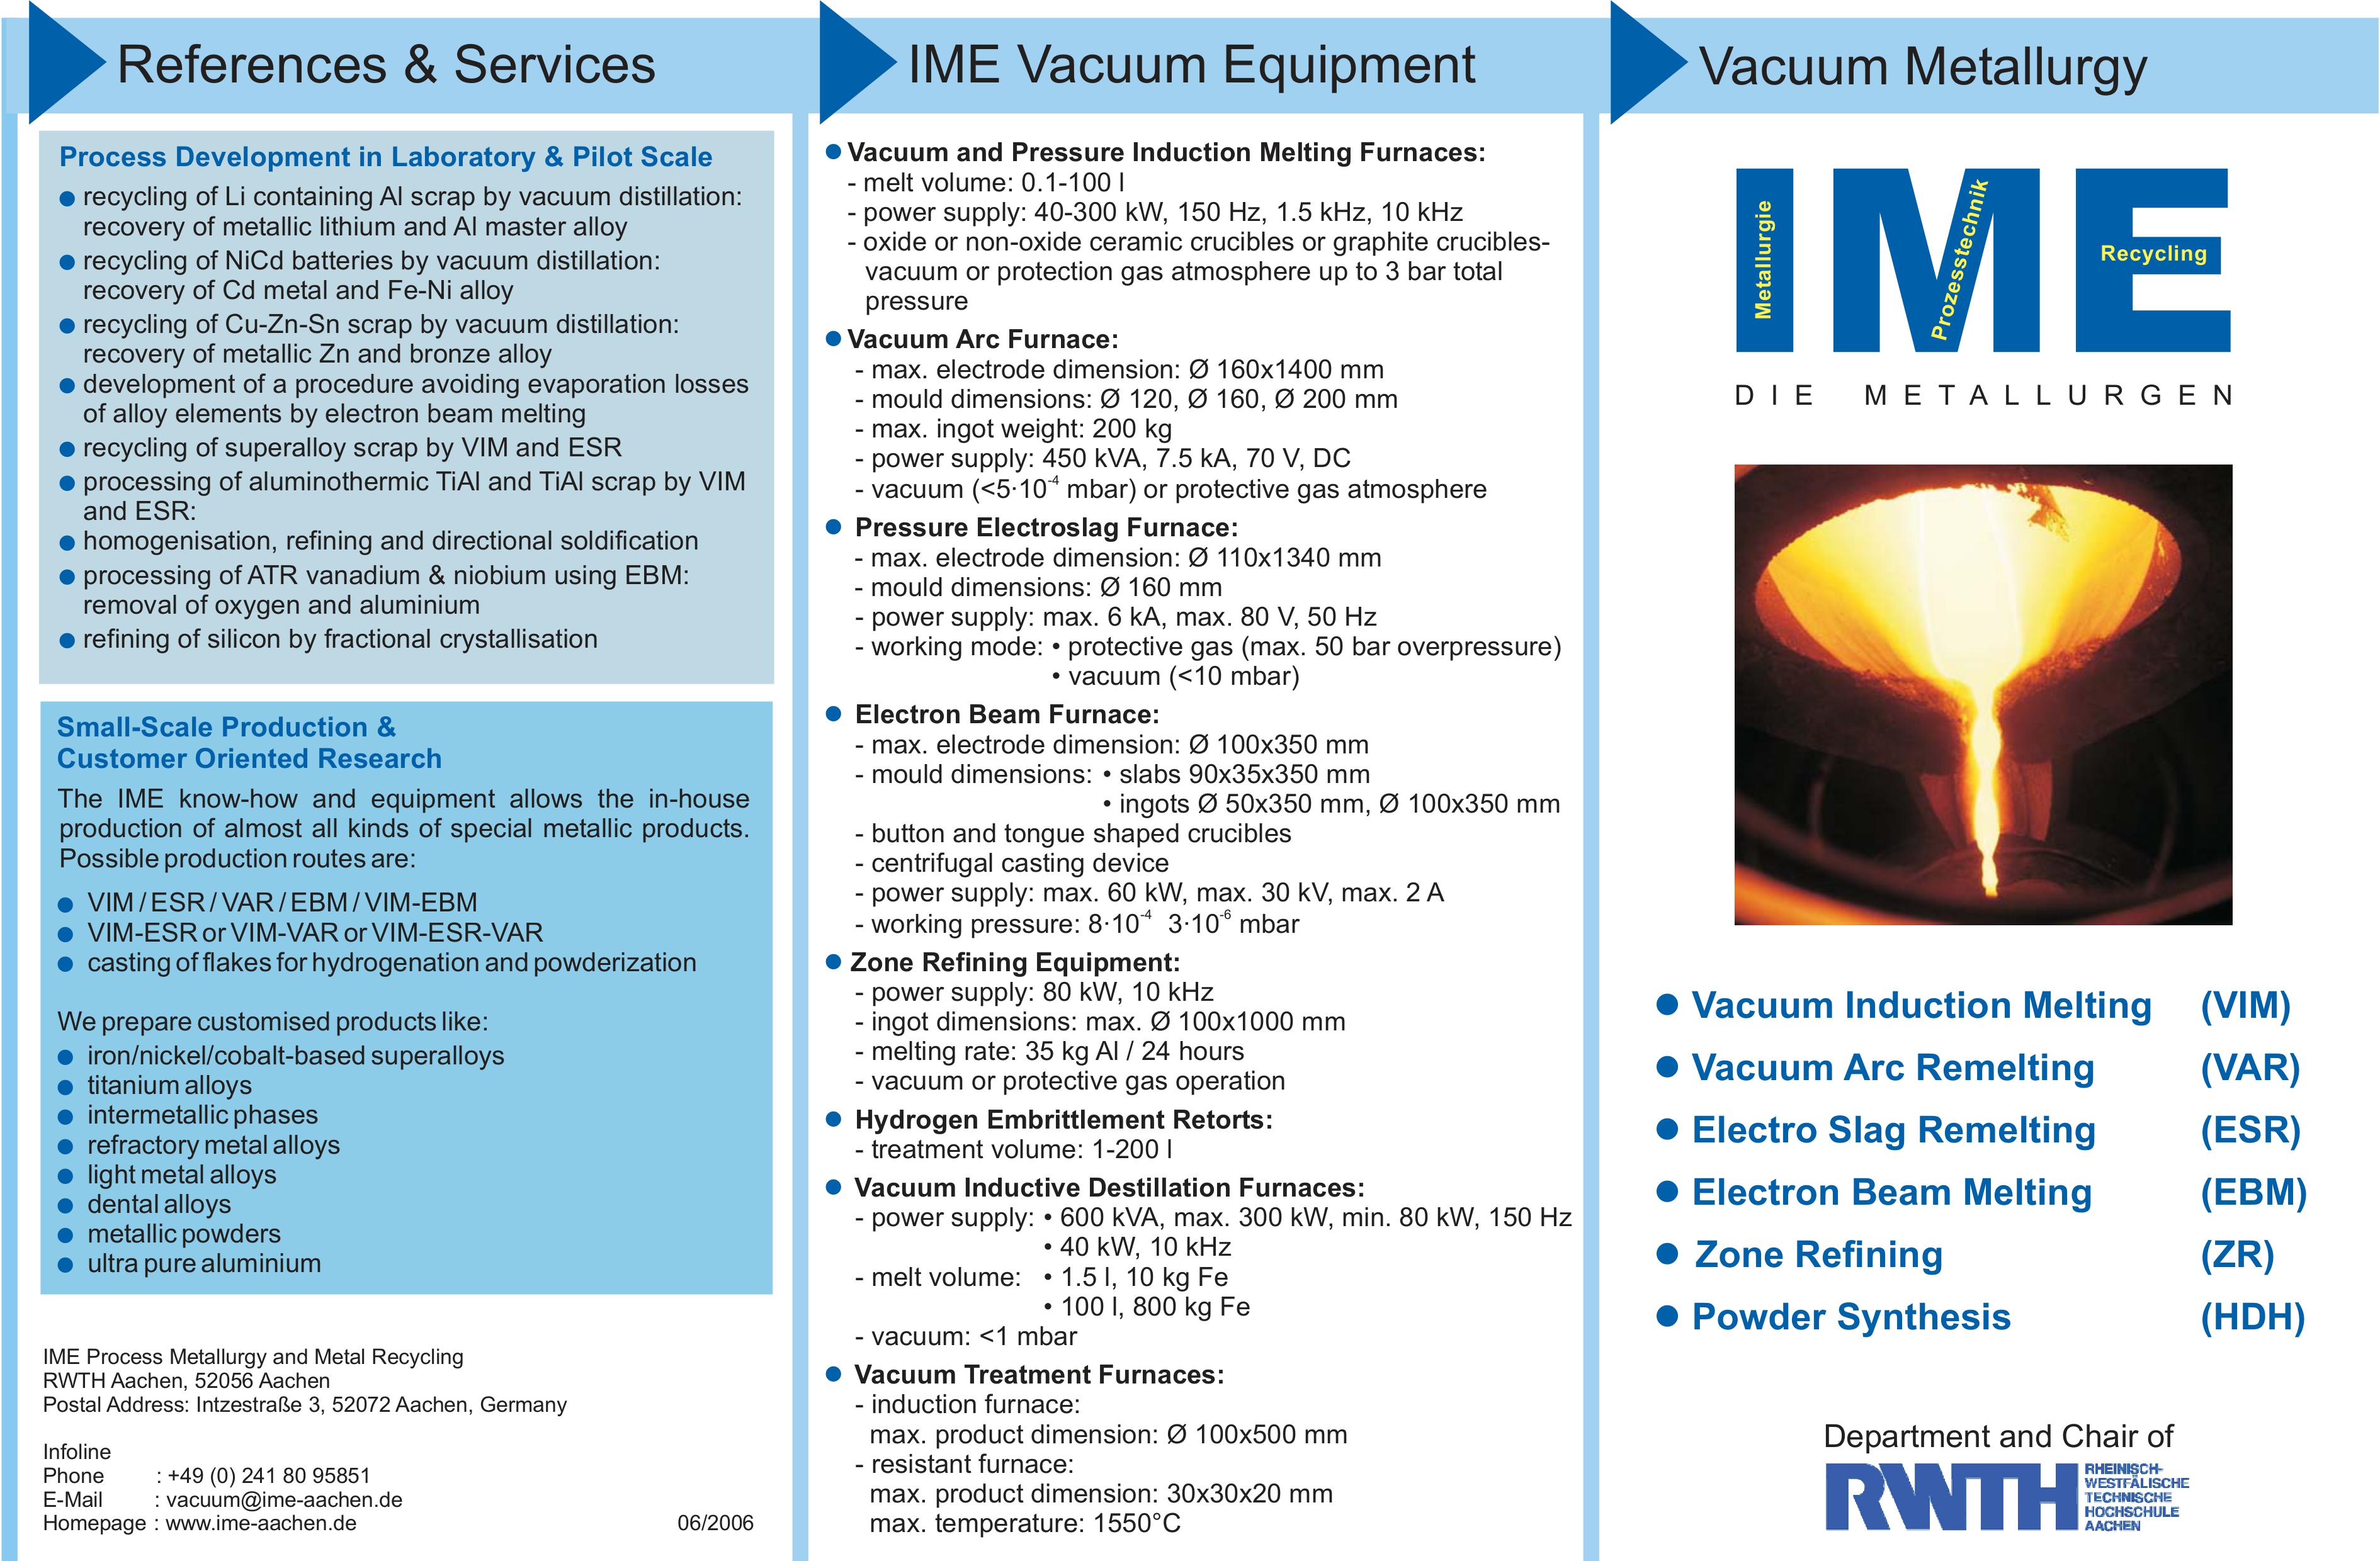 References & Services
Process Development in Laboratory & Pilot Scale
● recycling of Li containing Al scrap by vacuum distillation:
recovery of metallic lithium and Al master alloy
● recycling of NiCd batteries by vacuum distillation:
recovery of Cd metal and Fe-Ni alloy
● recycling of Cu-Zn-Sn scrap by vacuum distillation:
recovery of metallic Zn and bronze alloy
● development of a procedure avoiding evaporation losses
of alloy elements by electron beam melting
● recycling of superalloy scrap by VIM and ESR
● processing of aluminothermic TiAl and TiAl scrap by VIM
and ESR:
● homogenisation, refining and directional soldification
● processing of ATR vanadium & niobium using EBM:
removal of oxygen and aluminium
● refining of silicon by fractional crystallisation
Small-Scale Production &
Customer Oriented Research
The IME know-how and equipment allows the in-house
production of almost all kinds of special metallic products.
Possible production routes are:
● VIM / ESR / VAR / EBM / VIM-EBM
● VIM-ESR or VIM-VAR or VIM-ESR-VAR
● casting of flakes for hydrogenation and powderization
We prepare customised products like:
● iron/nickel/cobalt-based superalloys
● titanium alloys
● intermetallic phases
● refractory metal alloys
● light metal alloys
● dental alloys
● metallic powders
● ultra pure aluminium
IME Process Metallurgy and Metal Recycling
RWTH Aachen, 52056 Aachen
Postal Address: Intzestraße 3, 52072 Aachen, Germany
Infoline
Phone : +49 (0) 241 80 95851
E-Mail : vacuum@ime-aachen.de
Homepage : www.ime-aachen.de
06/2006
IME Vacuum Equipment
● Vacuum and Pressure Induction Melting Furnaces:
- melt volume: 0.1-100 l
- power supply: 40-300 kW, 150 Hz, 1.5 kHz, 10 kHz
- oxide or non-oxide ceramic crucibles or graphite crucibles-
vacuum or protection gas atmosphere up to 3 bar total
pressure
● Vacuum Arc Furnace:
- max. electrode dimension: Ø 160x1400 mm
- mould dimensions: Ø 120, Ø 160, Ø 200 mm
- max. ingot weight: 200 kg
- power supply: 450 kVA, 7.5 kA, 70 V, DC
- vacuum (<5·10⁻⁴ mbar) or protective gas atmosphere
● Pressure Electroslag Furnace:
- max. electrode dimension: Ø 110x1340 mm
- mould dimensions: Ø 160 mm
- power supply: max. 6 kA, max. 80 V, 50 Hz
- working mode: • protective gas (max. 50 bar overpressure)
• vacuum (<10 mbar)
● Electron Beam Furnace:
- max. electrode dimension: Ø 100x350 mm
- mould dimensions: • slabs 90x35x350 mm
• ingots Ø 50x350 mm, Ø 100x350 mm
- button and tongue shaped crucibles
- centrifugal casting device
- power supply: max. 60 kW, max. 30 kV, max. 2 A
- working pressure: 8·10⁻⁴ 3·10⁻⁶ mbar
● Zone Refining Equipment:
- power supply: 80 kW, 10 kHz
- ingot dimensions: max. Ø 100x1000 mm
- melting rate: 35 kg Al / 24 hours
- vacuum or protective gas operation
● Hydrogen Embrittlement Retorts:
- treatment volume: 1-200 l
● Vacuum Inductive Destillation Furnaces:
- power supply: • 600 kVA, max. 300 kW, min. 80 kW, 150 Hz
• 40 kW, 10 kHz
- melt volume: • 1.5 l, 10 kg Fe
• 100 l, 800 kg Fe
- vacuum: <1 mbar
● Vacuum Treatment Furnaces:
- induction furnace:
max. product dimension: Ø 100x500 mm
- resistant furnace:
max. product dimension: 30x30x20 mm
max. temperature: 1550°C
Vacuum Metallurgy
IME
Metallurgie
Prozesstechnik
Recycling
DIE METALLURGEN
● Vacuum Induction Melting (VIM)
● Vacuum Arc Remelting (VAR)
● Electro Slag Remelting (ESR)
● Electron Beam Melting (EBM)
● Zone Refining (ZR)
● Powder Synthesis (HDH)
Department and Chair of
RWTH
RHEINISCH-
WESTFÄLISCHE
TECHNISCHE
HOCHSCHULE
AACHEN